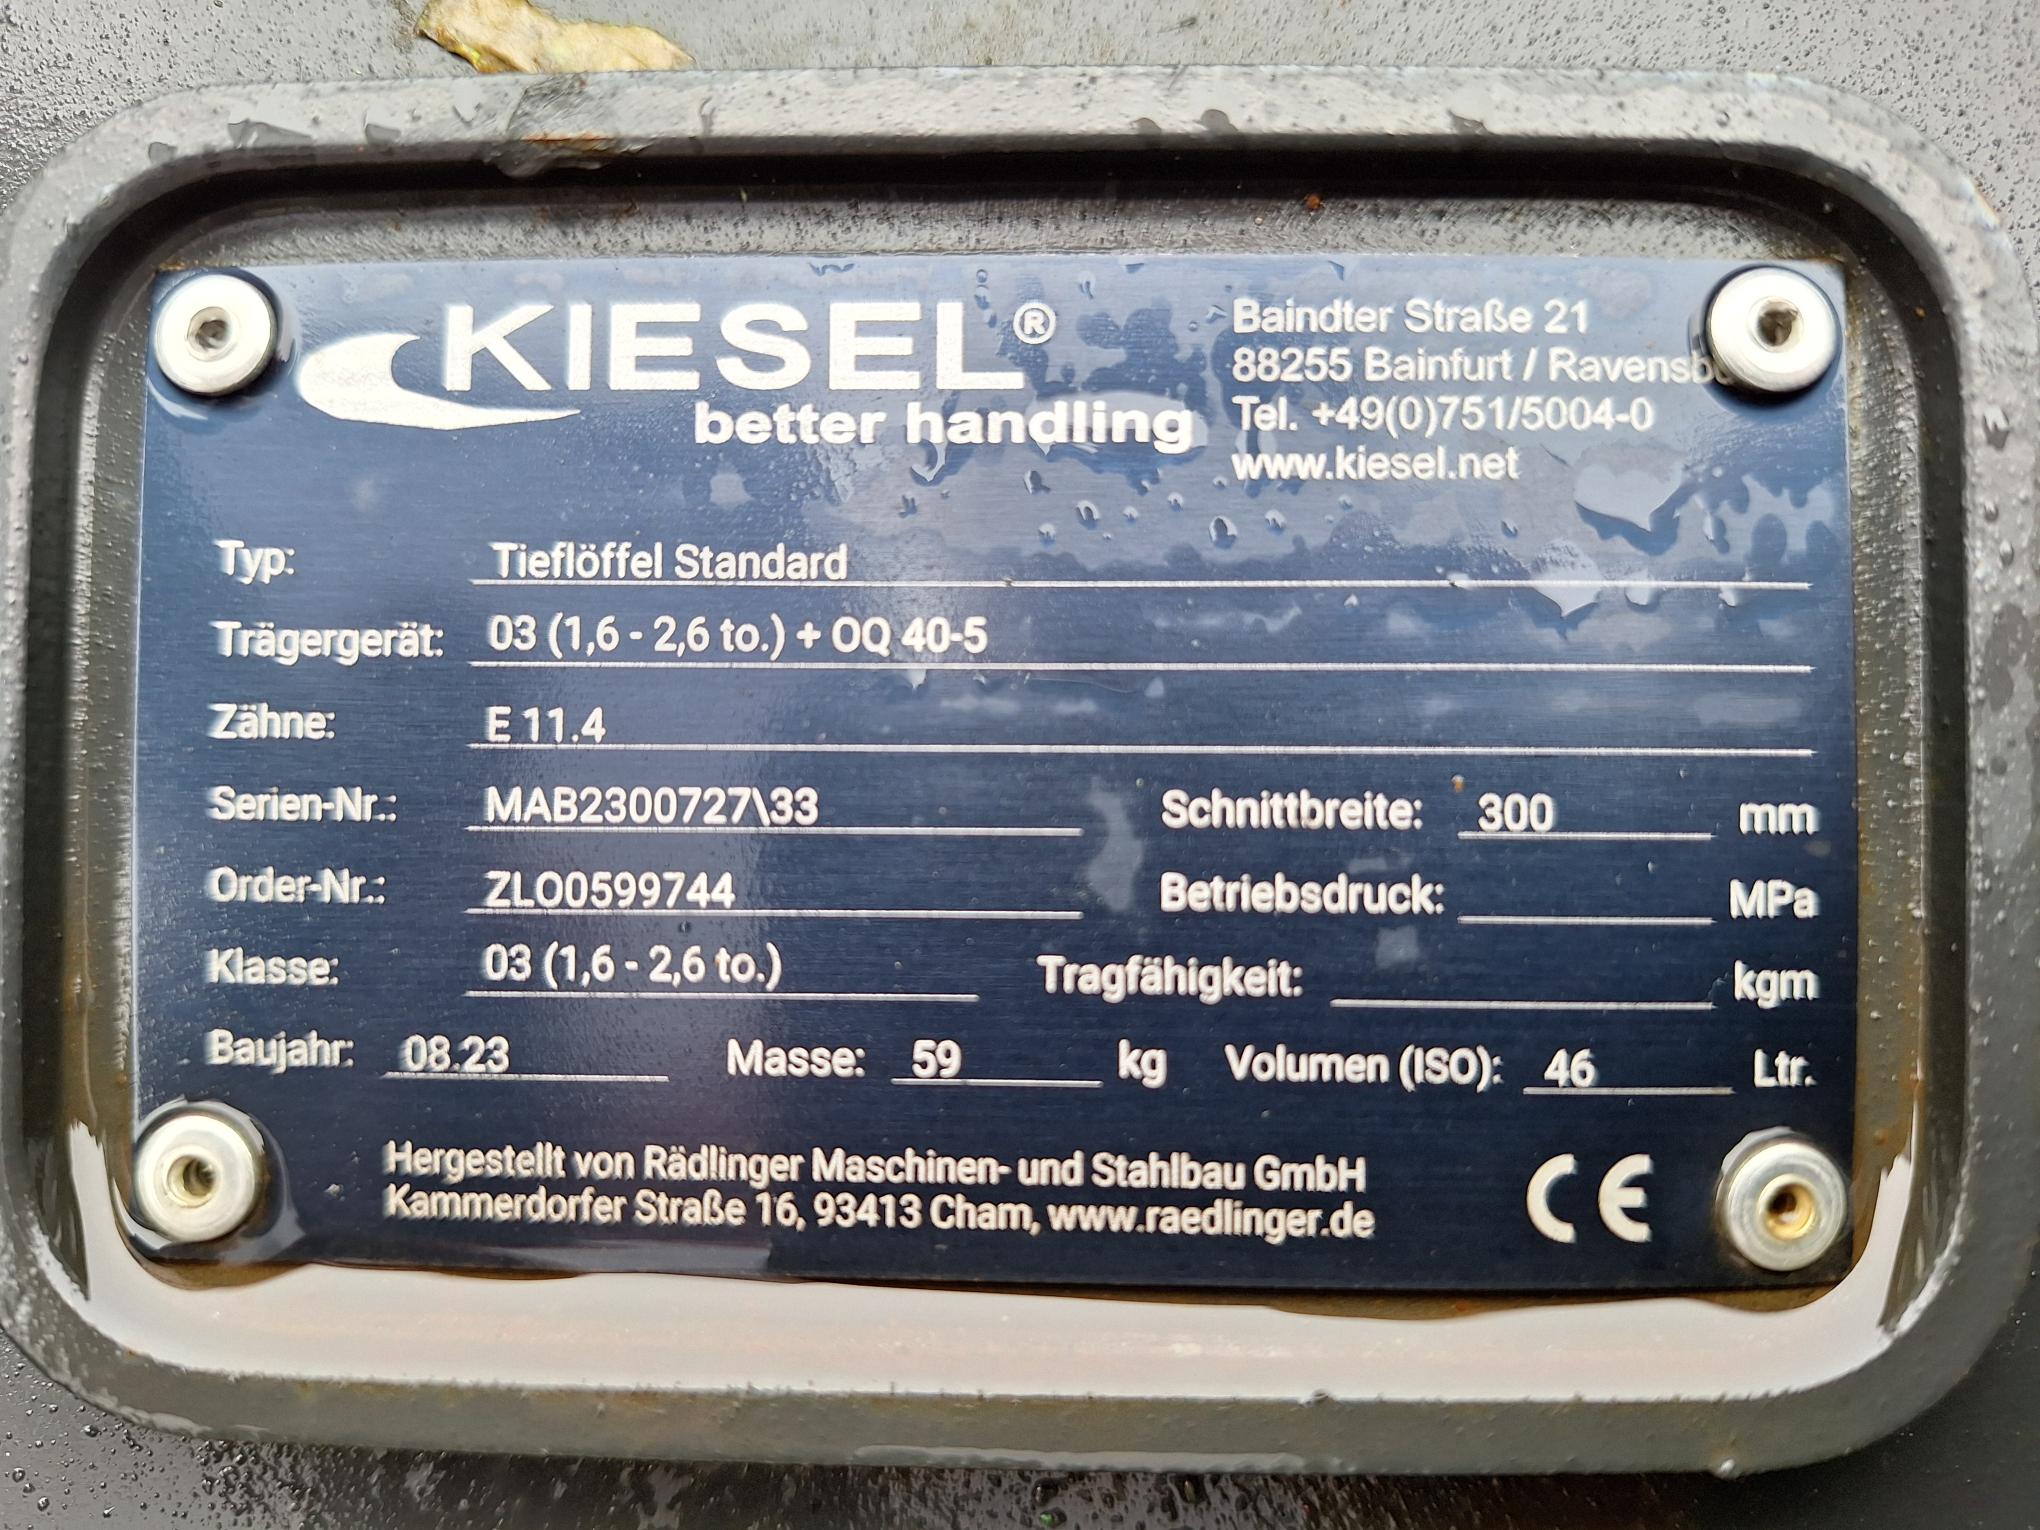 KIESEL®
better handling
Baindter Straße 21
88255 Bainfurt /
Tel. +49(0)751/5004-0
www.kiesel.net
Typ: Tieflöffel Standard
Trägergerät: 03 (1,6 - 2,6 to.) + OQ 40-5
Zähne: E 11.4
Serien-Nr.: MAB2300727\33 Schnittbreite: 300 mm
Order-Nr.: ZLO0599744 Betriebsdruck: MPa
Klasse: 03 (1,6 - 2,6 to.) Tragfähigkeit: kgm
Baujahr: 08.23 Masse: 59 kg Volumen (ISO): 46 Ltr.
Hergestellt von Rädlinger Maschinen- und Stahlbau GmbH
Kammerdorfer Straße 16, 93413 Cham, www.raedlinger.de
CE